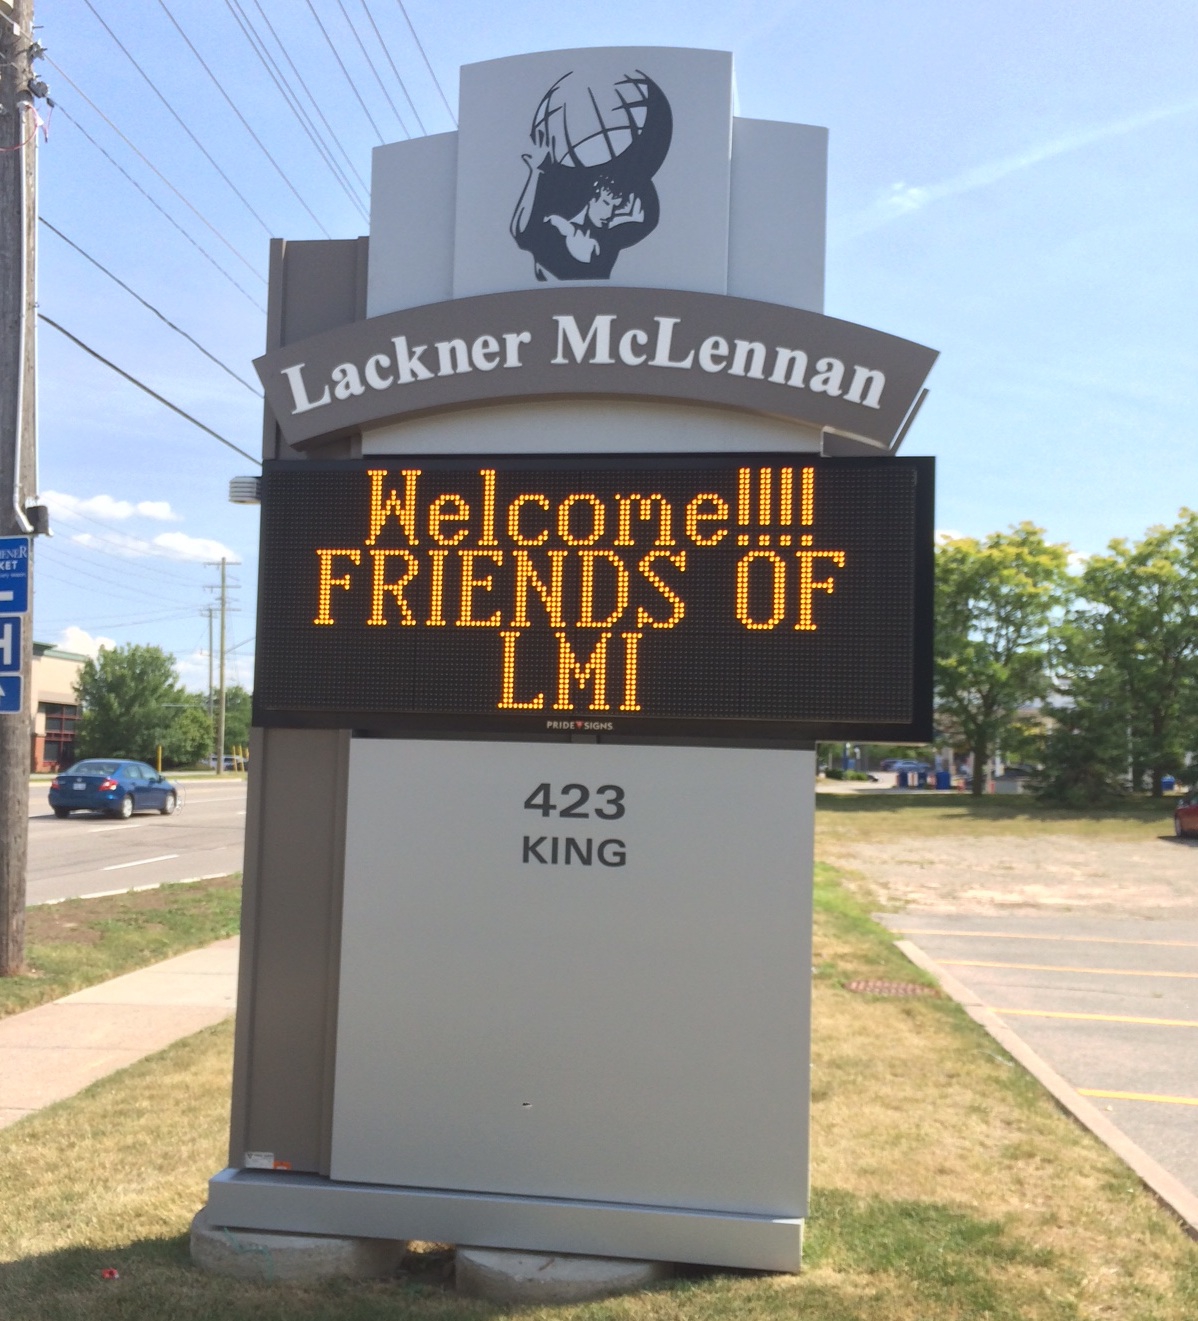 Lackner McLennan
Welcome!!!!
FRIENDS OF
LMI
PRIDE SIGNS
423
KING